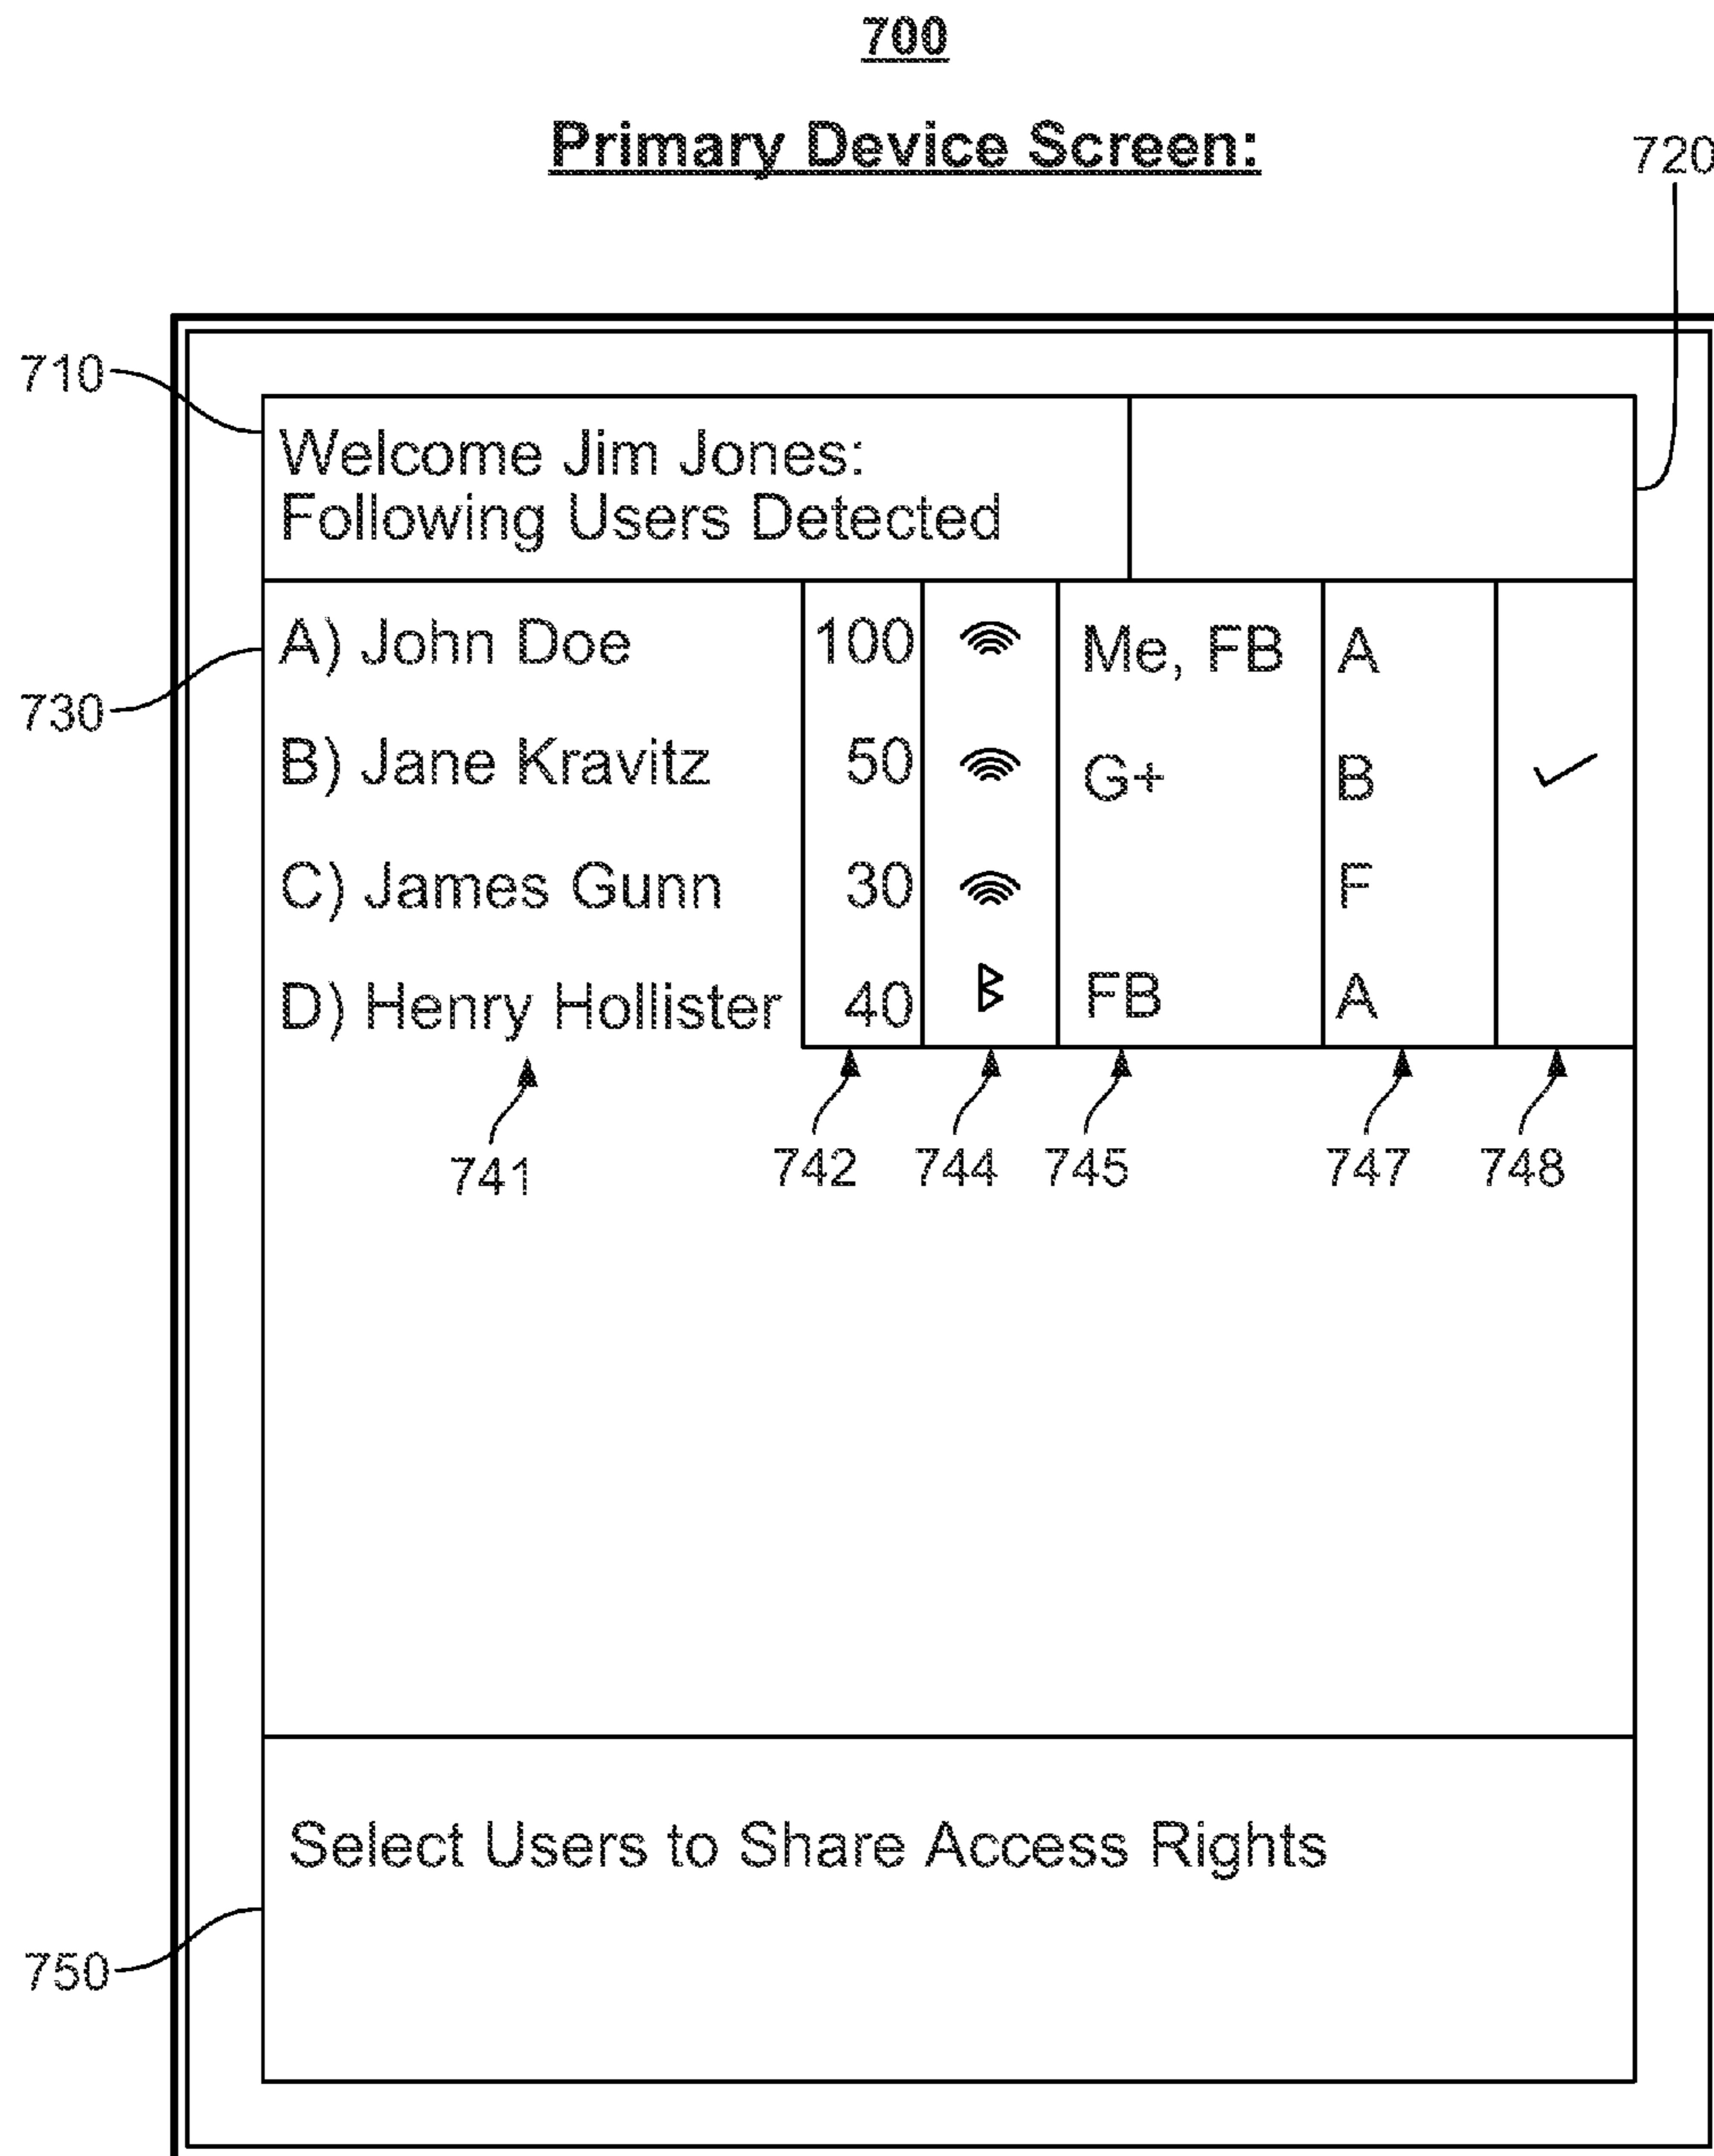 700
Primary Device Screen:
720
710
Welcome Jim Jones:
Following Users Detected
730
A) John Doe 100 Me, FB A
B) Jane Kravitz 50 G+ B
C) James Gunn 30 F
D) Henry Hollister 40 FB A
741 742 744 745 747 748
Select Users to Share Access Rights
750